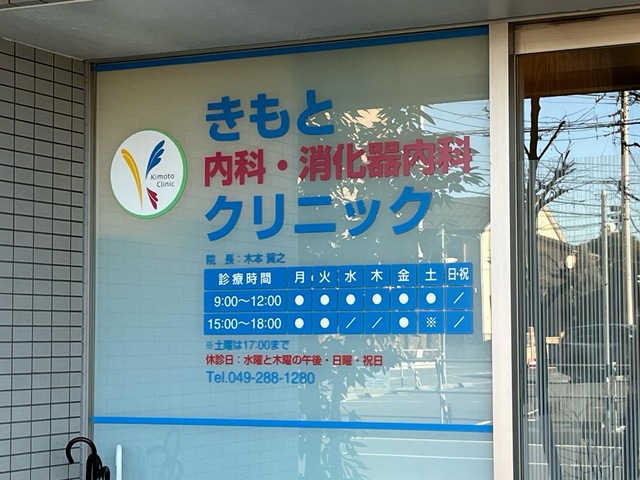 きもと
内科・消化器内科
クリニック
Kimoto
Clinic
院 長：木本 賢之
診療時間 月 火 水 木 金 土 日・祝
9:00〜12:00 ● ● ● ● ● ● ／
15:00〜18:00 ● ● ／ ／ ● ※ ／
※土曜は17:00まで
休診日：水曜と木曜の午後・日曜・祝日
Tel.049-288-1280